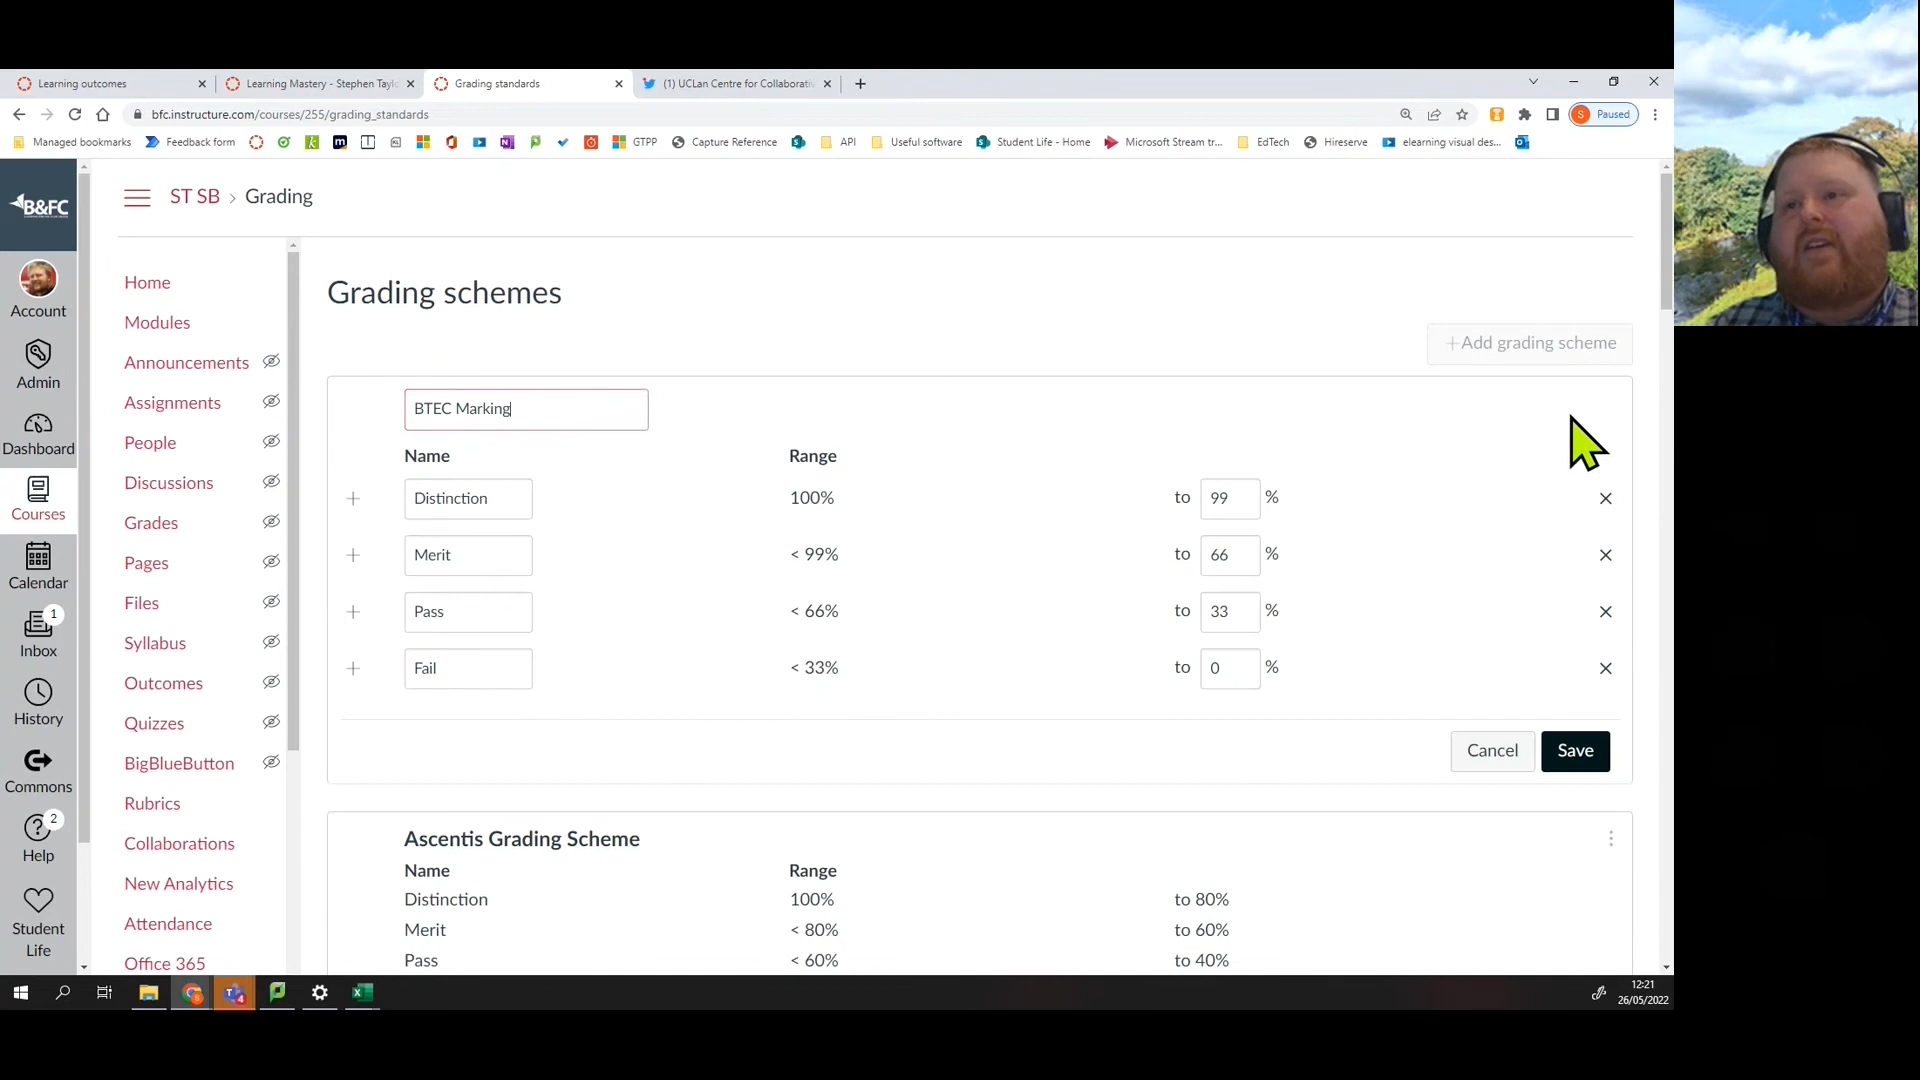 Learning outcomes
Learning Mastery - Stephen Taylo
Grading standards
(1) UCLan Centre for Collaborativ
bfc.instructure.com/courses/255/grading_standards
S Paused
Managed bookmarks
Feedback form
GTPP
Capture Reference
API
Useful software
Student Life - Home
Microsoft Stream tr...
EdTech
Hireserve
elearning visual des...
B&FC
ST SB > Grading
Account
Admin
Dashboard
Courses
Calendar
1
Inbox
History
Commons
2
Help
Student
Life
Home
Modules
Announcements
Assignments
People
Discussions
Grades
Pages
Files
Syllabus
Outcomes
Quizzes
BigBlueButton
Rubrics
Collaborations
New Analytics
Attendance
Office 365
Grading schemes
+Add grading scheme
BTEC Marking
Name Range
Distinction 100% to 99 %
Merit < 99% to 66 %
Pass < 66% to 33 %
Fail < 33% to 0 %
Cancel Save
Ascentis Grading Scheme
Name Range
Distinction 100% to 80%
Merit < 80% to 60%
Pass < 60% to 40%
12:21
26/05/2022